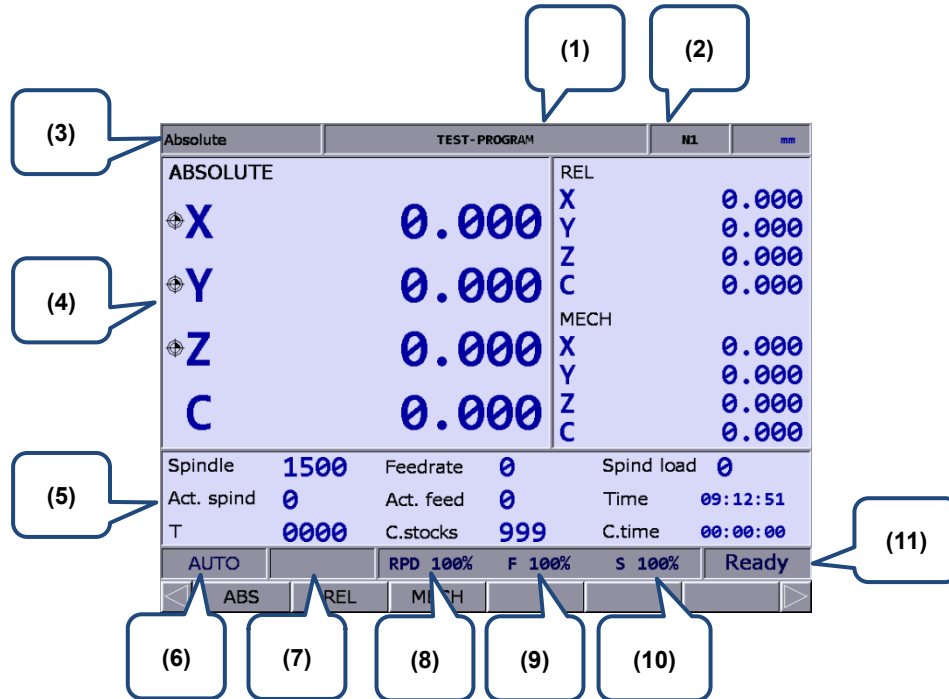 (1) (2)
(3)
Absolute TEST-PROGRAM N1 mm
ABSOLUTE
X 0.000
Y 0.000
Z 0.000
C 0.000
REL
X 0.000
Y 0.000
Z 0.000
C 0.000
MECH
X 0.000
Y 0.000
Z 0.000
C 0.000
(4)
(5)
Spindle 1500 Feedrate 0 Spind load 0
Act. spind 0 Act. feed 0 Time 09:12:51
T 0000 C.stocks 999 C.time 00:00:00
(11)
AUTO RPD 100% F 100% S 100% Ready
ABS REL MECH
(6) (7) (8) (9) (10)